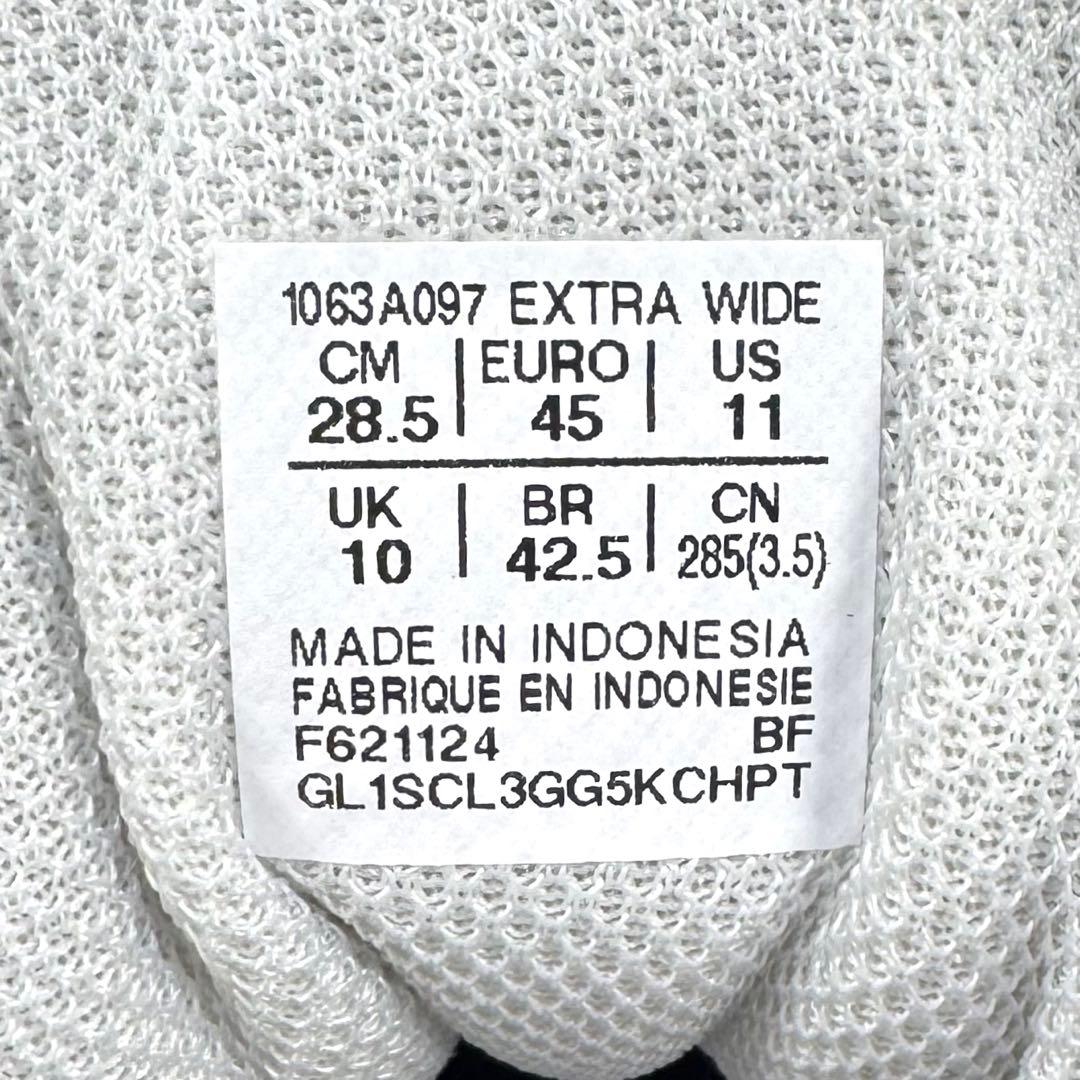 1063A097 EXTRA WIDE
CM EURO US
28.5 45 11
UK BR CN
10 42.5 285(3.5)
MADE IN INDONESIA
FABRIQUE EN INDONESIE
F621124 BF
GL1SCL3GG5KCHPT